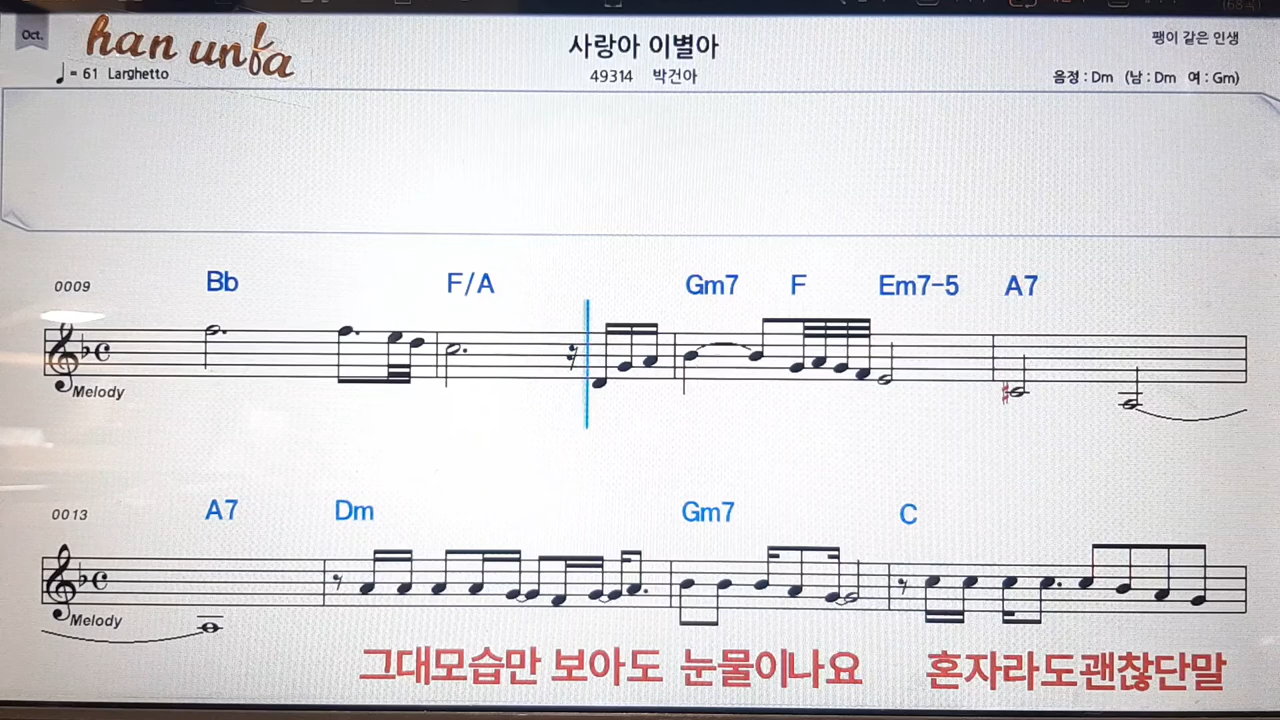 Oct.
han unfa
사랑아 이별아
팽이 같은 인생
= 61 Larghetto
49314 박건아
음정 : Dm (남 : Dm 여 : Gm)
0009
Bb F/A Gm7 F Em7-5 A7
Melody
0013
A7 Dm Gm7 C
Melody
그대모습만 보아도 눈물이나요 혼자라도괜찮단말